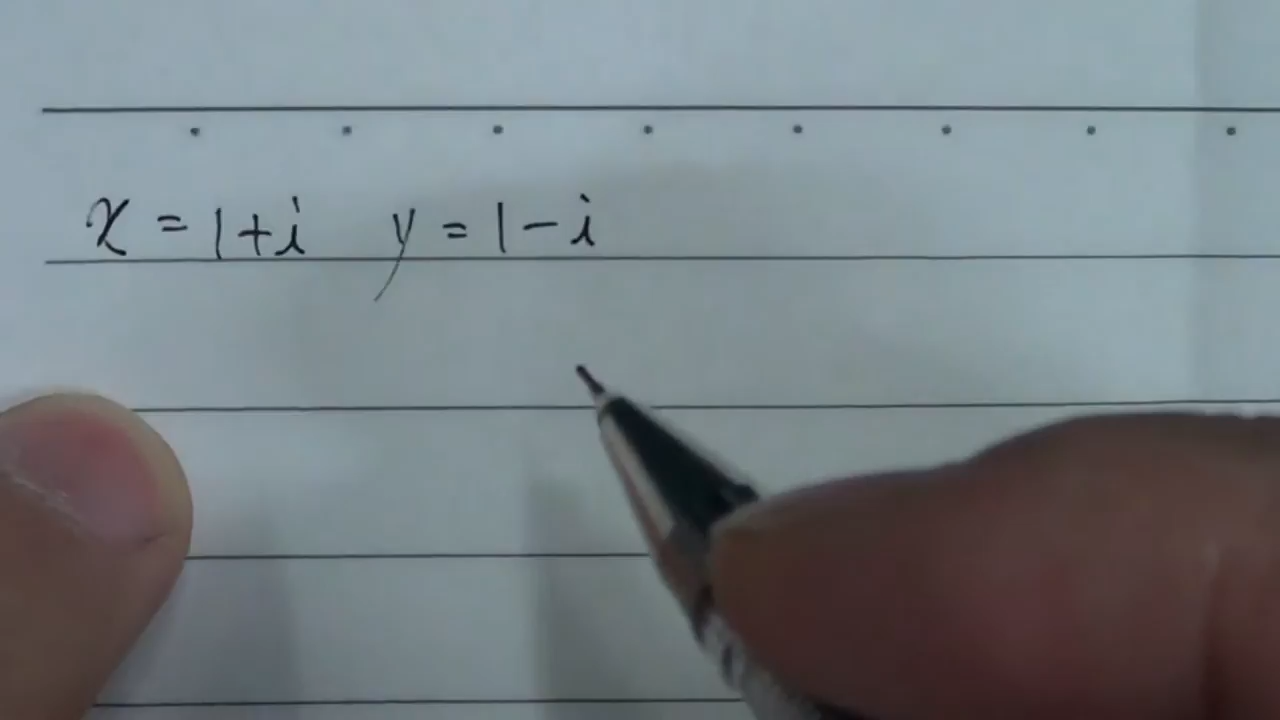 x = 1+i y = 1-i